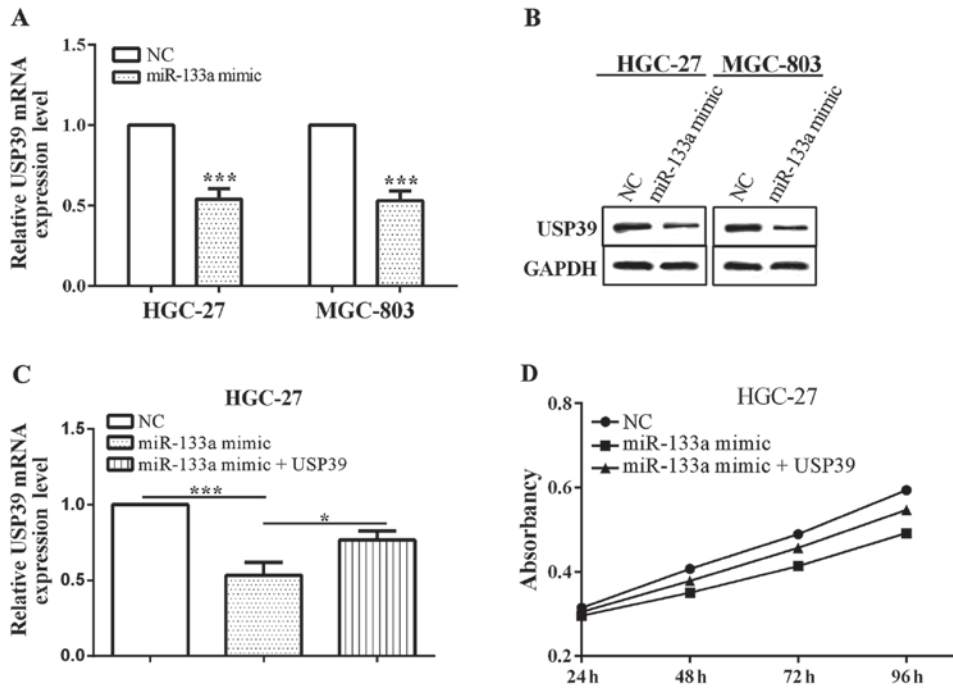 A
Relative USP39 mRNA
expression level
1.5
1.0
0.5
0.0
NC
miR-133a mimic
***
***
HGC-27
MGC-803
B
HGC-27
MGC-803
NC
miR-133a mimic
NC
miR-133a mimic
USP39
GAPDH
C
HGC-27
Relative USP39 mRNA
expression level
1.5
1.0
0.5
0.0
NC
miR-133a mimic
miR-133a mimic + USP39
***
*
D
HGC-27
Absorbancy
0.8
0.6
0.4
0.2
NC
miR-133a mimic
miR-133a mimic + USP39
24 h
48 h
72 h
96 h